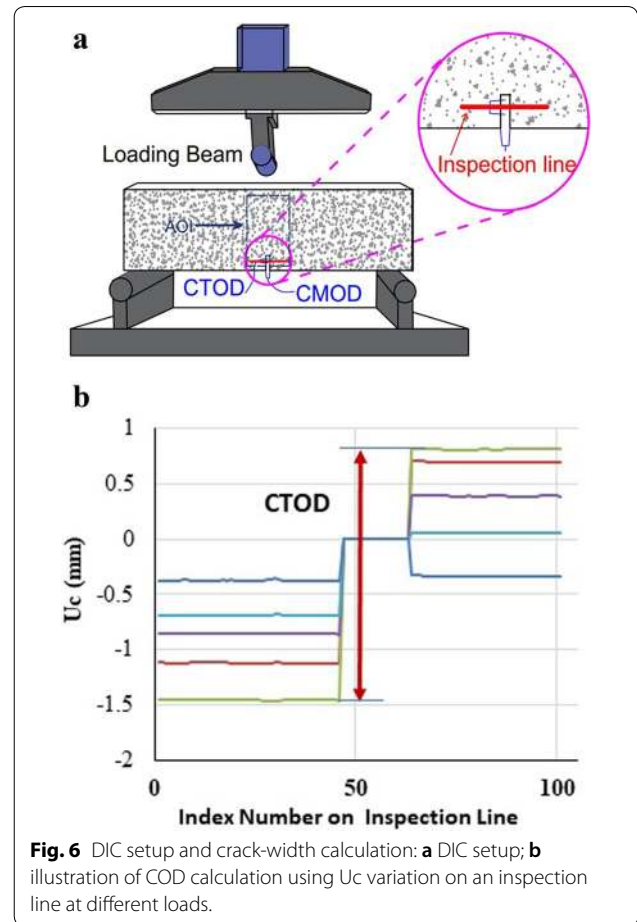 a
Loading Beam
Inspection line
AOI
CTOD
CMOD
b
1
0.5
0
-0.5
-1
-1.5
-2
Uc (mm)
CTOD
0 50 100
Index Number on Inspection Line
Fig. 6 DIC setup and crack-width calculation: a DIC setup; b
illustration of COD calculation using Uc variation on an inspection
line at different loads.